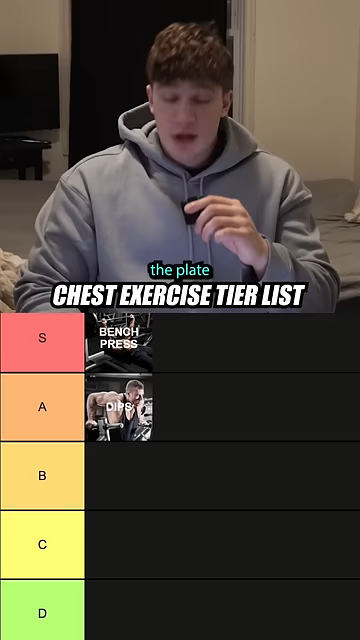 the plate
CHEST EXERCISE TIER LIST
S
BENCH
PRESS
A
DIPS
B
C
D